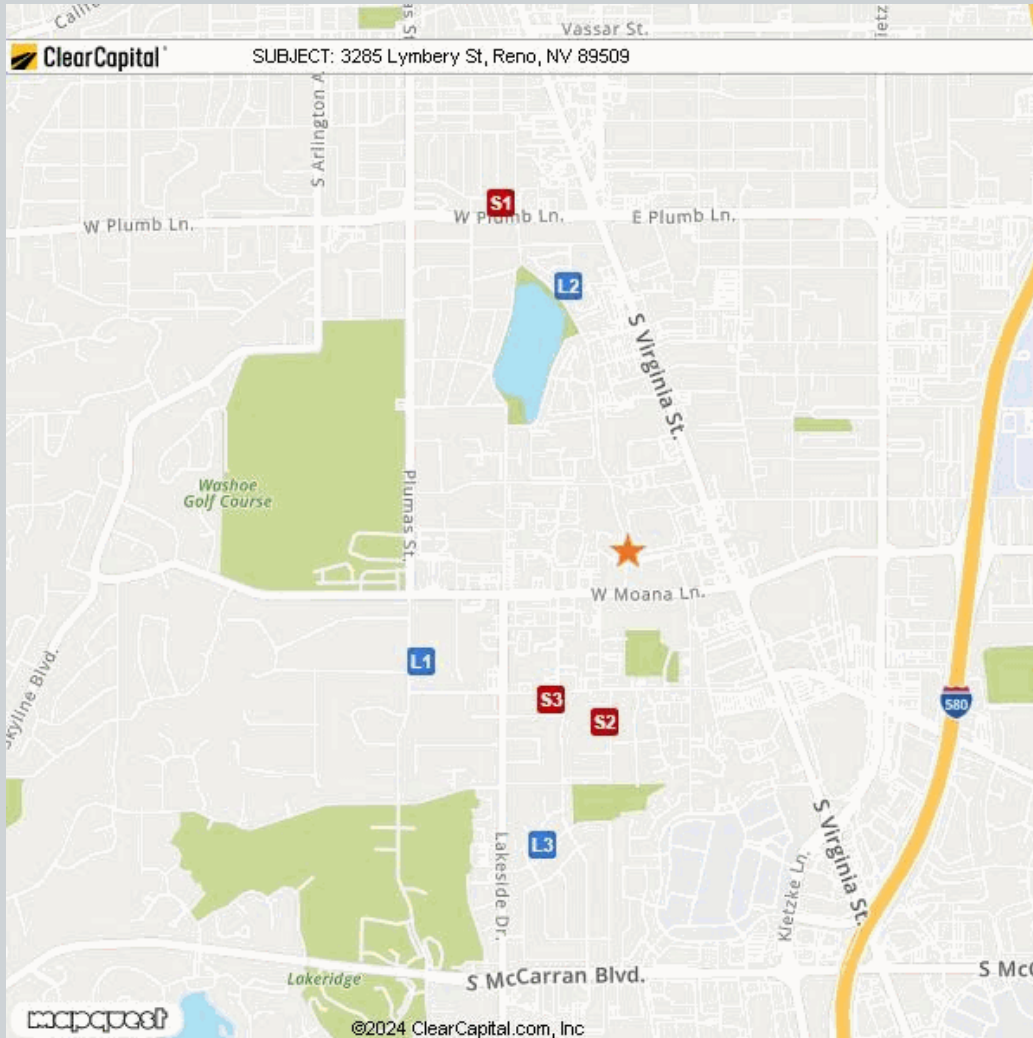 Vassar St.
ClearCapital
SUBJECT: 3285 Lymbery St, Reno, NV 89509
S Arlington A
S1
W Plumb Ln.
W Plumb Ln.
E Plumb Ln.
L2
S Virginia St.
Washoe
Golf Course
Plumas St.
W Moana Ln.
L1
Skyline Blvd.
S3
S2
580
S Virginia St.
L3
Lakeside Dr.
Kietzke Ln.
Lakeridge
S McCarran Blvd.
S McC
mapquest
©2024 ClearCapital.com, Inc